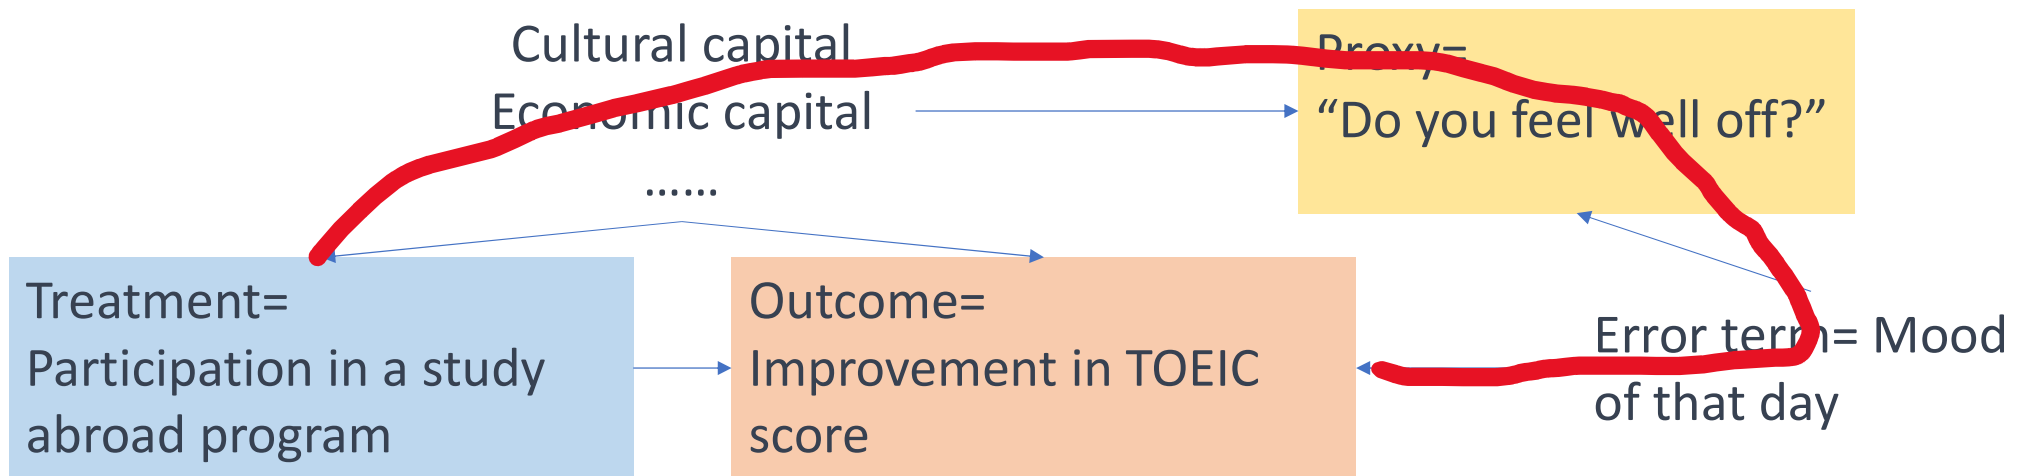 Cultural capital
Economic capital
……
Proxy=
“Do you feel well off?”
Treatment=
Participation in a study
abroad program
Outcome=
Improvement in TOEIC
score
Error term= Mood
of that day